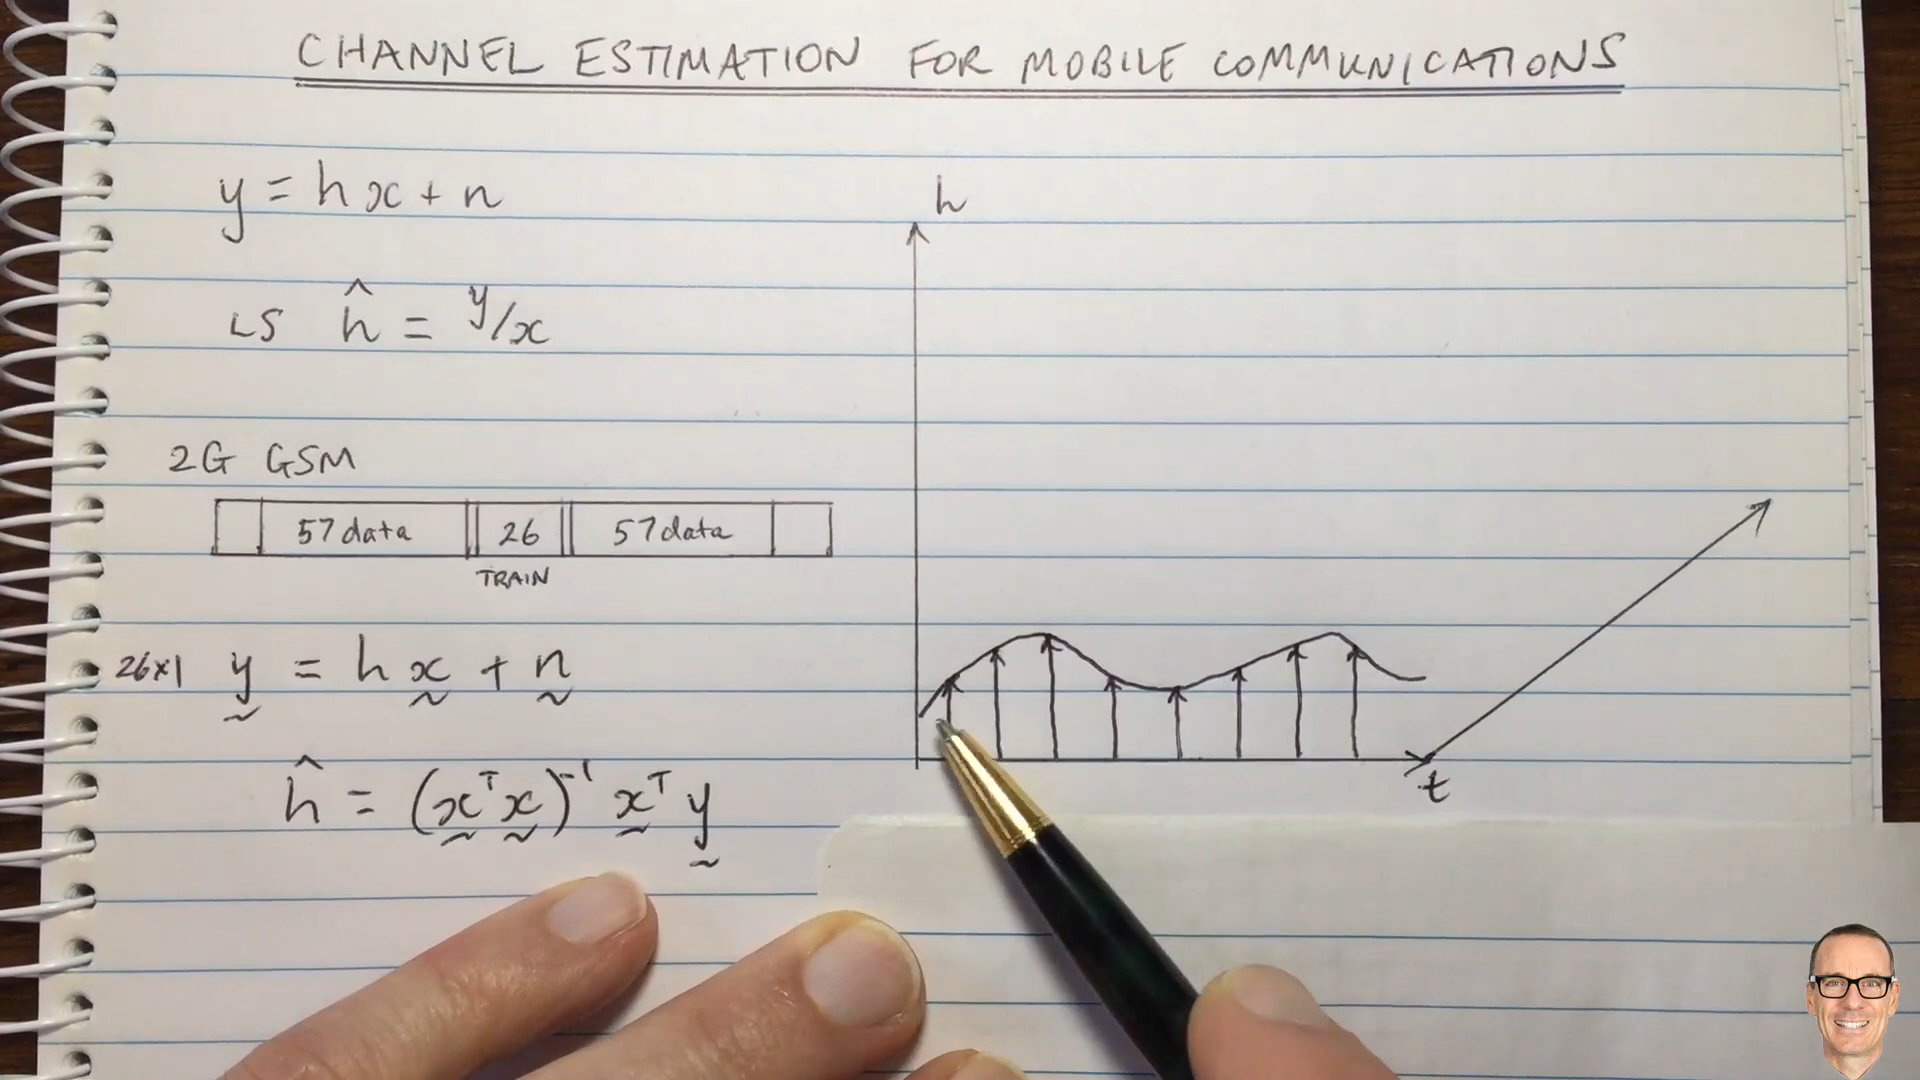 CHANNEL ESTIMATION FOR MOBILE COMMUNICATIONS
y = hx + n
LS ĥ = y/x
2G GSM
57 data 26 57 data
TRAIN
26×1 y = h x + n
ĥ = (xᵀx)⁻¹ xᵀ y
h
t